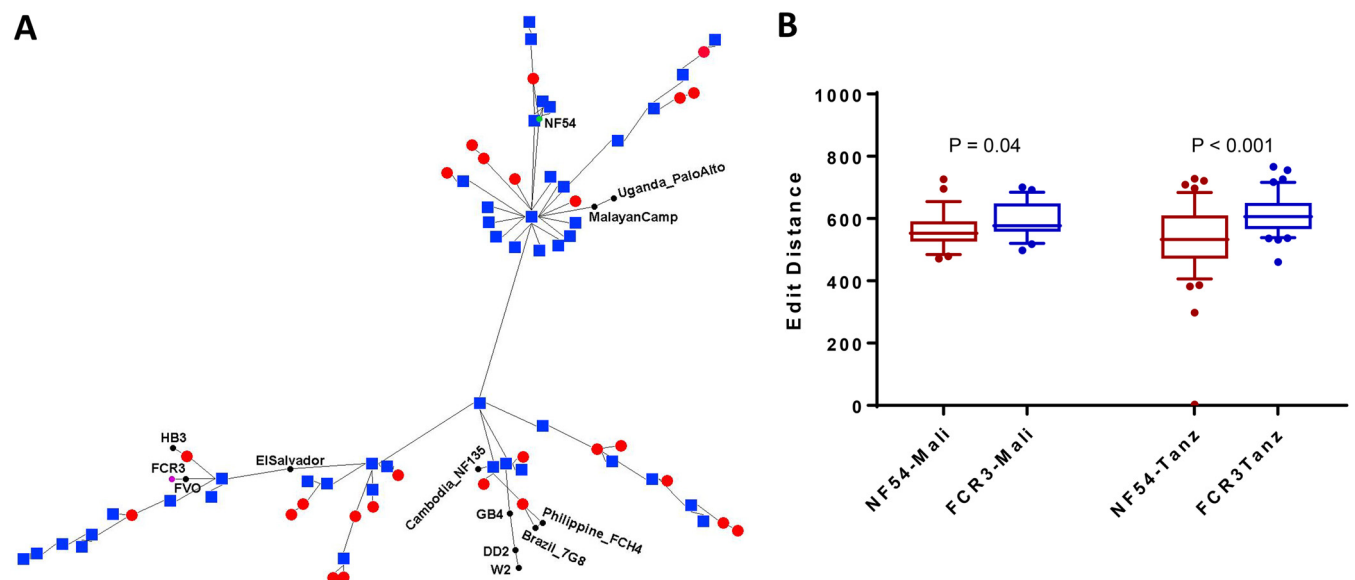 A
NF54
Uganda_PaloAlto
MalayanCamp
HB3
FCR3
FVO
ElSalvador
Cambodia_NF135
GB4
Philippine_FCH4
Brazil_7G8
DD2
W2
B
Edit Distance
1000
800
600
400
200
0
P = 0.04
P < 0.001
NF54-Mali
FCR3-Mali
NF54-Tanz
FCR3Tanz